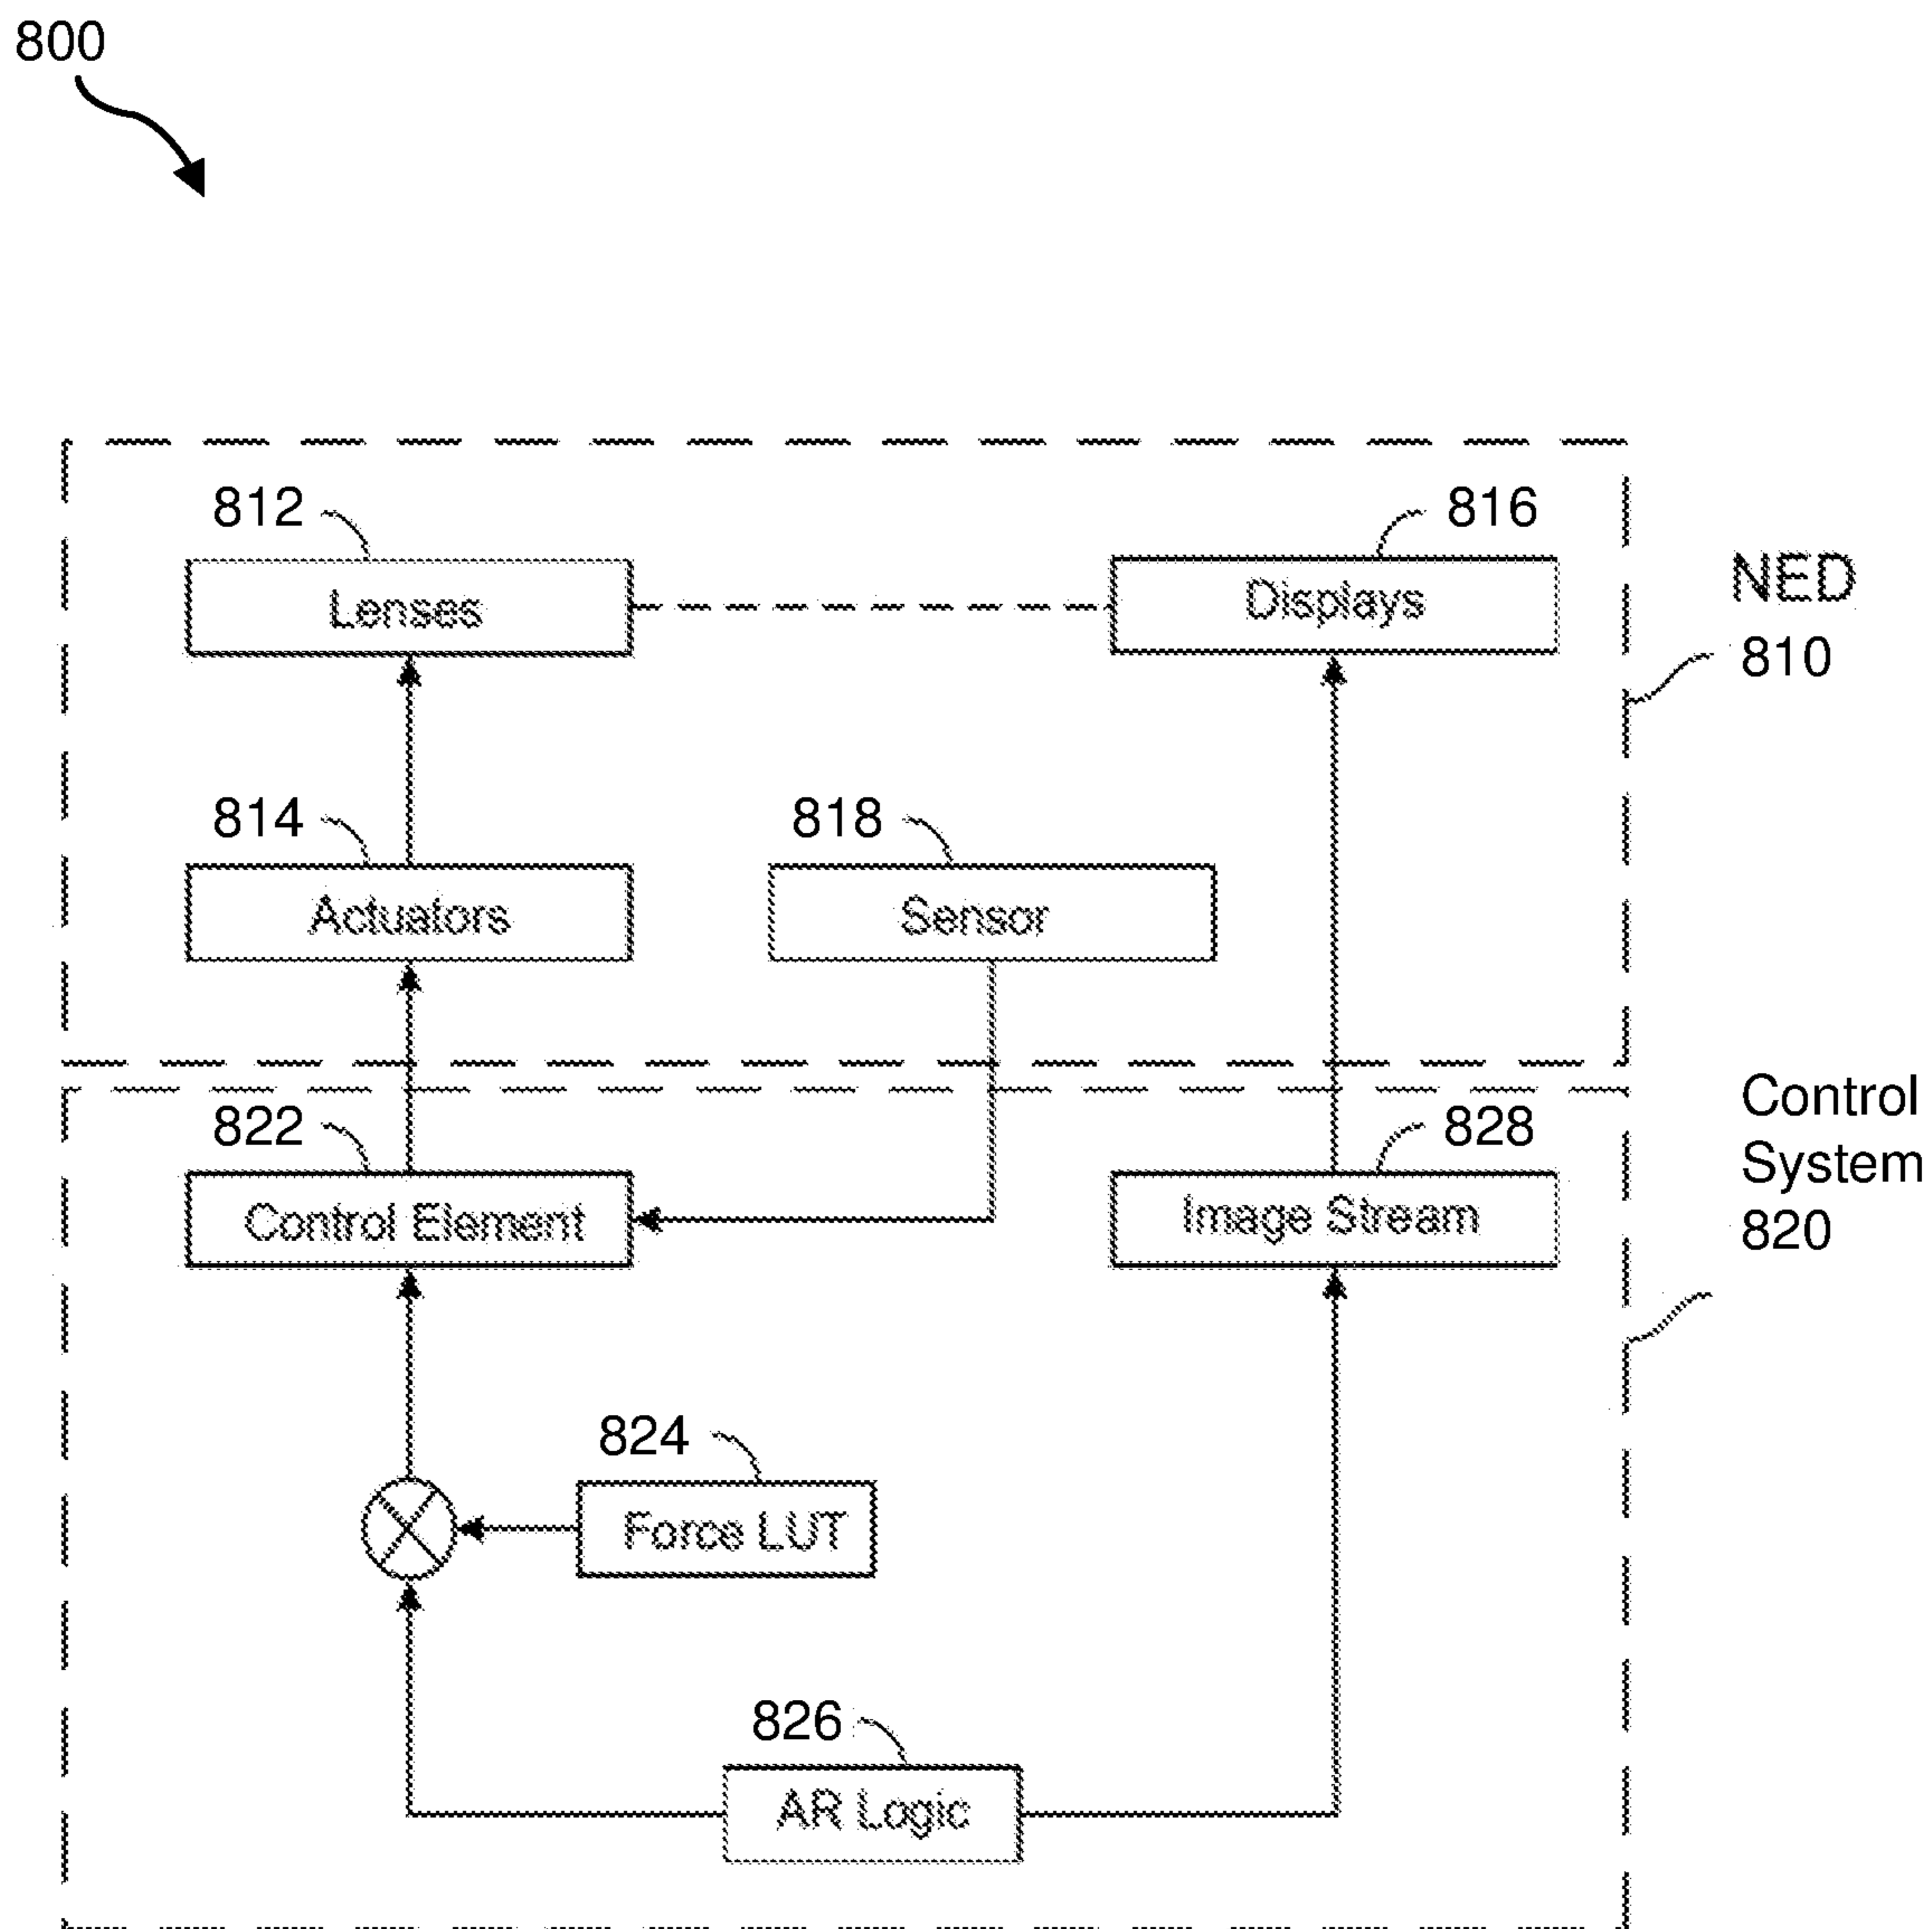 800
812
816
Lenses
Displays
NED
810
814
818
Actuators
Sensor
Control
System
820
822
828
Control Element
Image Stream
824
Force LUT
826
AR Logic